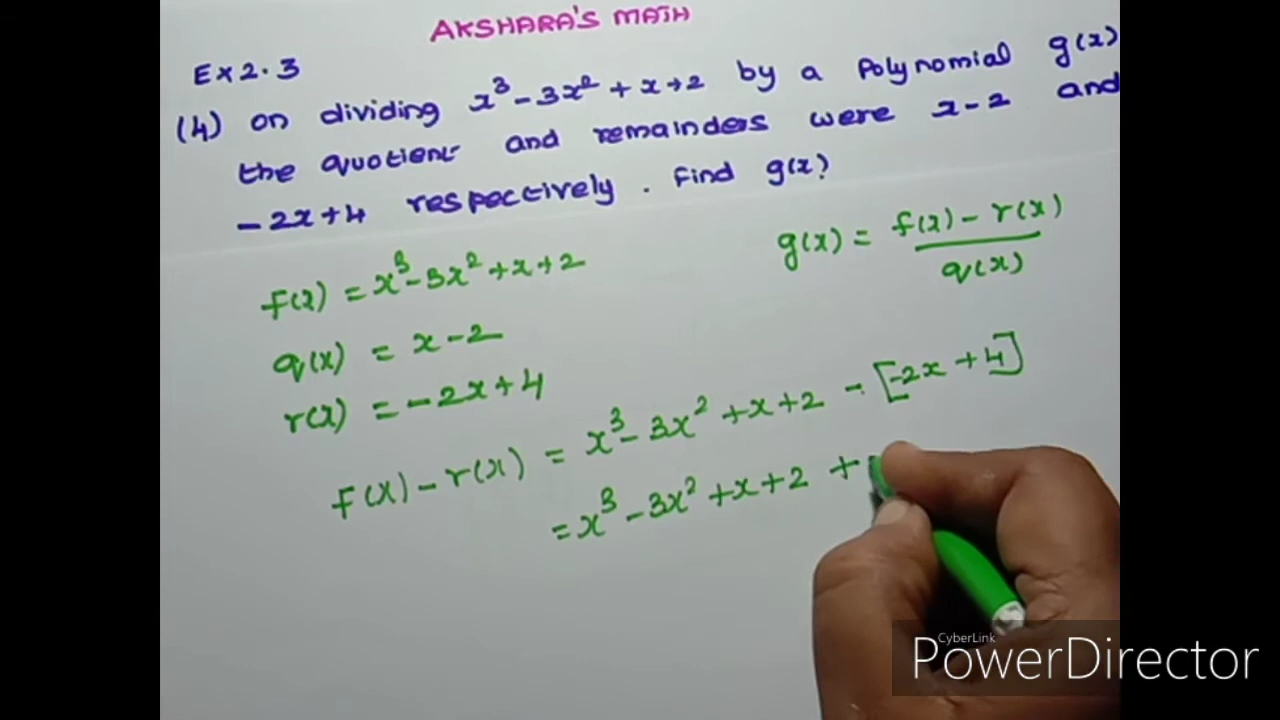 AKSHARA'S MATH
Ex 2.3
(4) on dividing x³-3x²+x+2 by a Polynomial g(x)
the quotient and remainders were x-2 and
-2x+4 respectively. Find g(x)?
f(x) = x³-3x²+x+2
g(x) = f(x) - r(x) / q(x)
q(x) = x-2
r(x) = -2x+4
f(x) - r(x) = x³-3x²+x+2 - [-2x+4]
= x³-3x²+x+2 +
CyberLink
PowerDirector